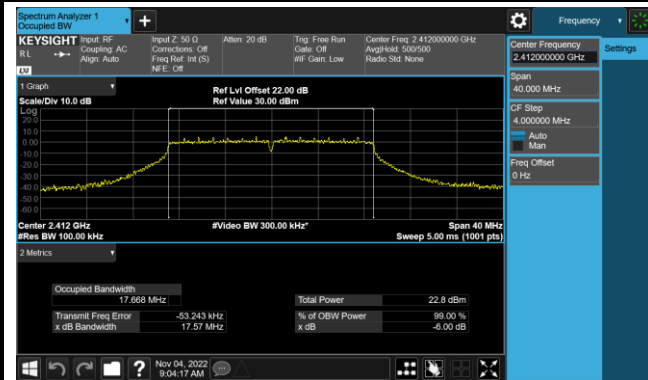 Spectrum Analyzer 1
Occupied BW
+
Frequency
KEYSIGHT
R L
LXI
Input: RF
Coupling: AC
Align: Auto
Input Z: 50 Ω
Corrections: Off
Freq Ref: Int (S)
NFE: Off
Atten: 20 dB
Trig: Free Run
Gate: Off
#IF Gain: Low
Center Freq: 2.412000000 GHz
Avg|Hold: 500/500
Radio Std: None
Center Frequency
2.412000000 GHz
Settings
Span
40.000 MHz
CF Step
4.000000 MHz
Auto
Man
Freq Offset
0 Hz
1 Graph
Scale/Div 10.0 dB
Ref Lvl Offset 22.00 dB
Ref Value 30.00 dBm
Log
20.0
10.0
0.00
-10.0
-20.0
-30.0
-40.0
-50.0
-60.0
Center 2.412 GHz
#Res BW 100.00 kHz
#Video BW 300.00 kHz*
Span 40 MHz
Sweep 5.00 ms (1001 pts)
2 Metrics
Occupied Bandwidth
17.668 MHz
Transmit Freq Error -53.243 kHz
x dB Bandwidth 17.57 MHz
Total Power 22.8 dBm
% of OBW Power 99.00 %
x dB -6.00 dB
?
Nov 04, 2022
9:04:17 AM